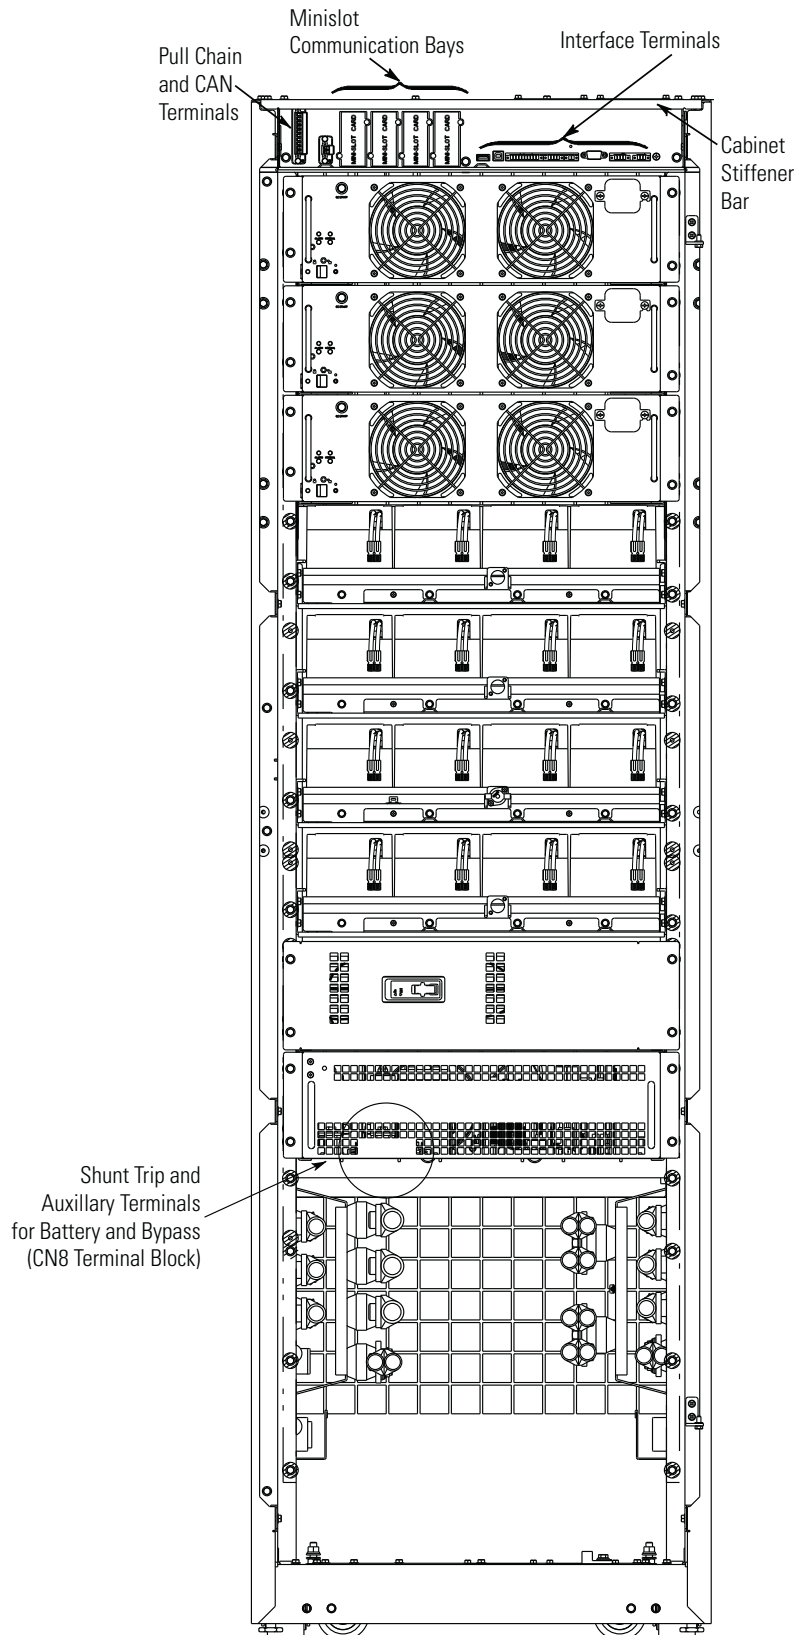 Minislot
Communication Bays
Interface Terminals
Pull Chain
and CAN
Terminals
MINI-SLOT CARD
MINI-SLOT CARD
MINI-SLOT CARD
MINI-SLOT CARD
Cabinet
Stiffener
Bar
Shunt Trip and
Auxillary Terminals
for Battery and Bypass
(CN8 Terminal Block)